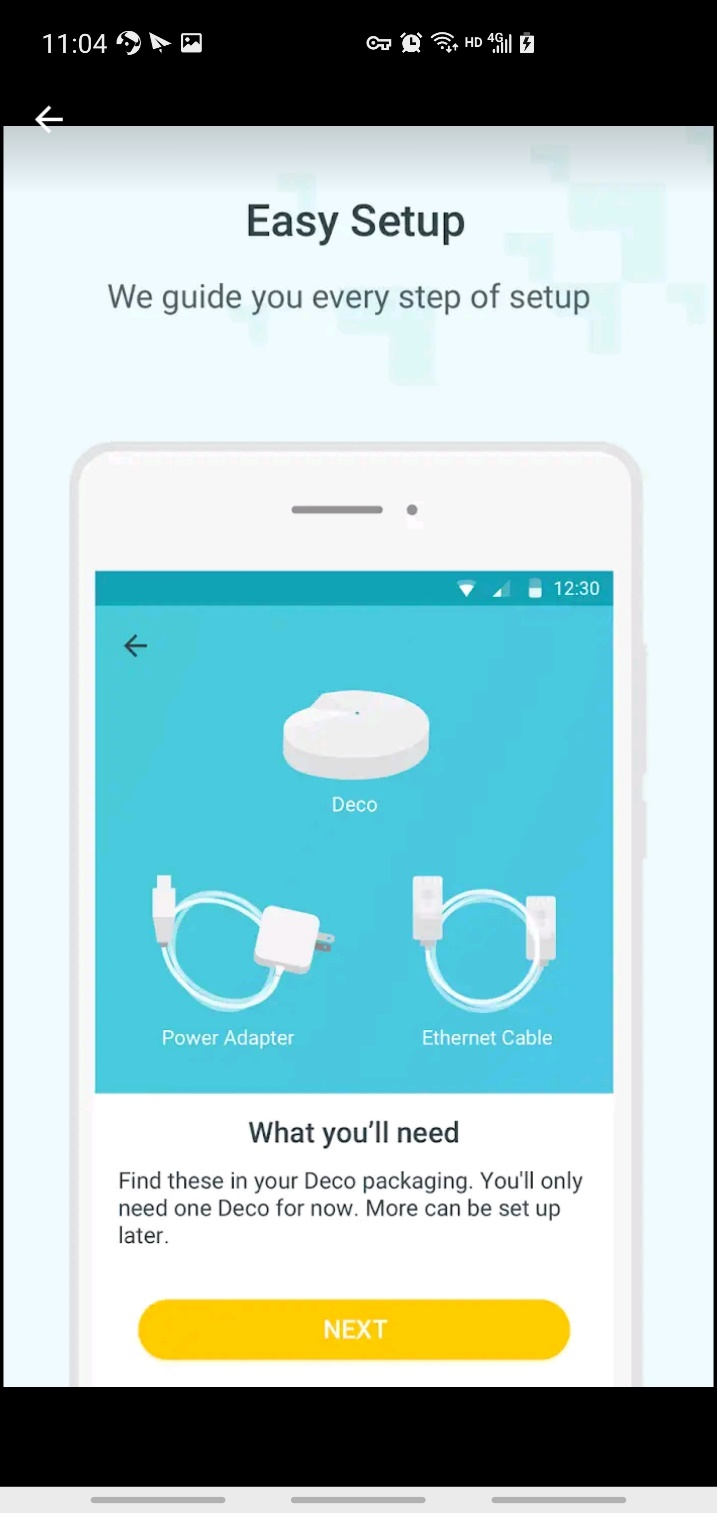 11:04
HD 4G
Easy Setup
We guide you every step of setup
12:30
Deco
Power Adapter
Ethernet Cable
What you’ll need
Find these in your Deco packaging. You'll only
need one Deco for now. More can be set up
later.
NEXT